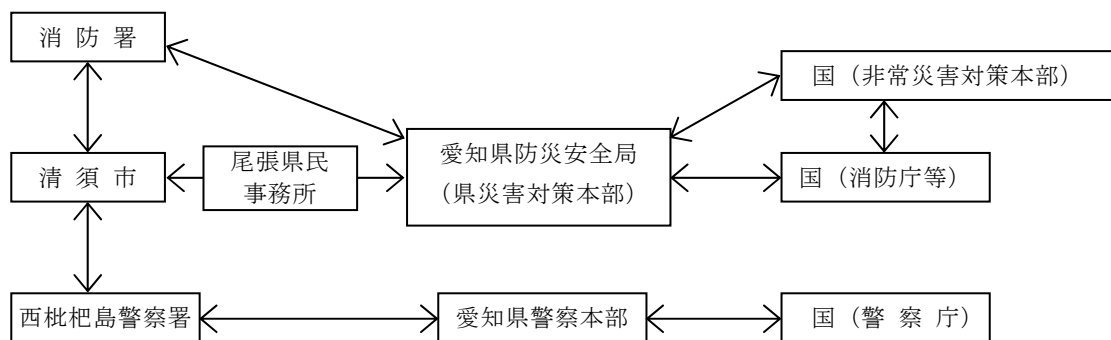 消 防 署
国（非常災害対策本部）
清 須 市
尾張県民
事務所
愛知県防災安全局
（県災害対策本部）
国（消防庁等）
西枇杷島警察署
愛知県警察本部
国（警 察 庁）